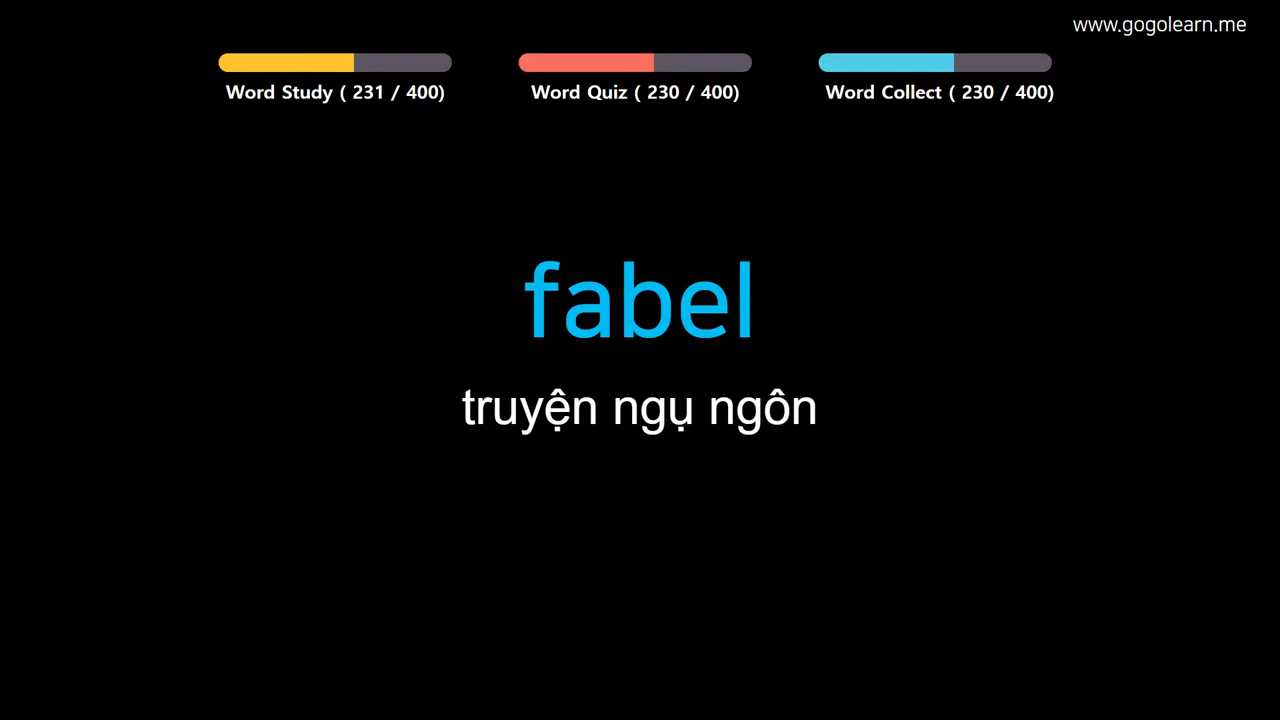 www.gogolearn.me
Word Study ( 231 / 400)
Word Quiz ( 230 / 400)
Word Collect ( 230 / 400)
fabel
truyện ngụ ngôn